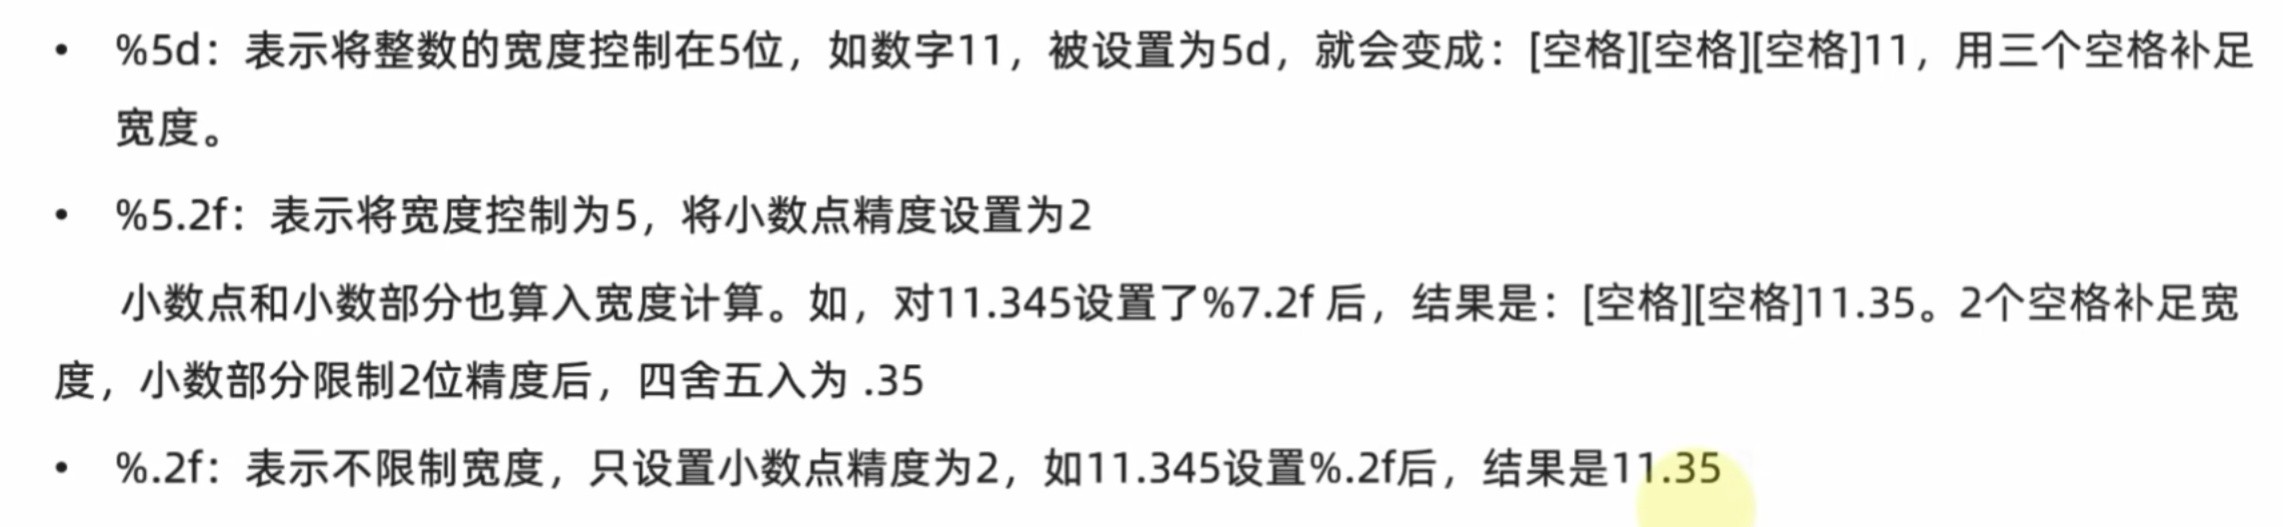 • %5d：表示将整数的宽度控制在5位，如数字11，被设置为5d，就会变成：[空格][空格][空格]11，用三个空格补足
宽度。
• %5.2f：表示将宽度控制为5，将小数点精度设置为2
小数点和小数部分也算入宽度计算。如，对11.345设置了%7.2f 后，结果是：[空格][空格]11.35。2个空格补足宽
度，小数部分限制2位精度后，四舍五入为 .35
• %.2f：表示不限制宽度，只设置小数点精度为2，如11.345设置%.2f后，结果是11.35